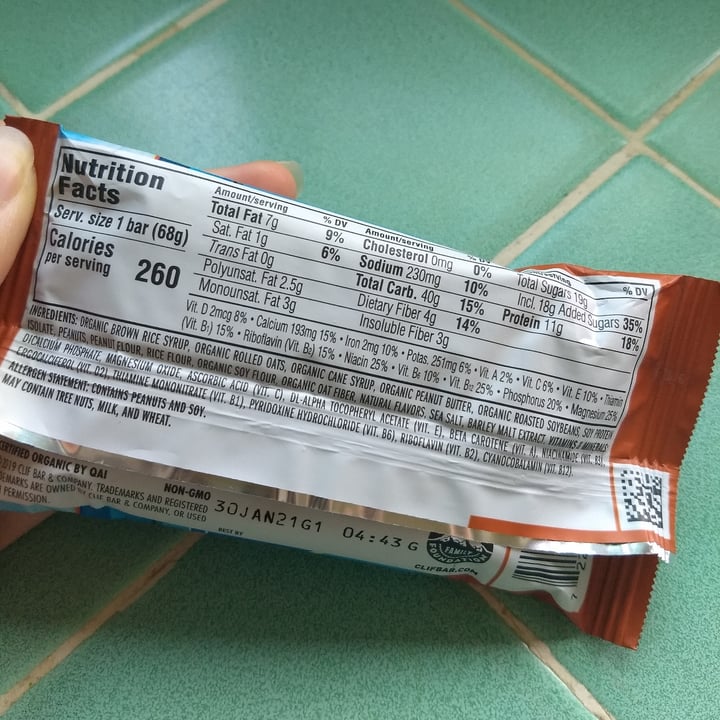 Nutrition
Facts
Serv. size 1 bar (68g)
Calories
per serving 260
Amount/serving % DV
Total Fat 7g 9%
Sat. Fat 1g 6%
Trans Fat 0g
Polyunsat. Fat 2.5g
Monounsat. Fat 3g
Amount/serving % DV
Cholesterol 0mg 0%
Sodium 230mg 10%
Total Carb. 40g 15%
Dietary Fiber 4g 14%
Insoluble Fiber 3g
% DV
Total Sugars 19g
Incl. 18g Added Sugars 35%
Protein 11g 18%
Vit. D 2mcg 8% • Calcium 193mg 15% • Iron 2mg 10% • Potas. 251mg 6% • Vit. A 2% • Vit. C 6% • Vit. E 10% • Thiamin
(Vit. B₁) 15% • Riboflavin (Vit. B₂) 15% • Niacin 25% • Vit. B₆ 10% • Vit. B₁₂ 25% • Phosphorus 20% • Magnesium 25%
INGREDIENTS: ORGANIC BROWN RICE SYRUP, ORGANIC ROLLED OATS, ORGANIC CANE SYRUP, ORGANIC PEANUT BUTTER, ORGANIC ROASTED SOYBEANS, SOY PROTEIN
ISOLATE, PEANUTS, PEANUT FLOUR, RICE FLOUR, ORGANIC SOY FLOUR, ORGANIC OAT FIBER, NATURAL FLAVORS, SEA SALT, BARLEY MALT EXTRACT. VITAMINS & MINERALS:
DICALCIUM PHOSPHATE, MAGNESIUM OXIDE, ASCORBIC ACID (VIT. C), DL-ALPHA TOCOPHERYL ACETATE (VIT. E), BETA CAROTENE (VIT. A), NIACINAMIDE (VIT. B3),
ERGOCALCIFEROL (VIT. D2), THIAMINE MONONITRATE (VIT. B1), PYRIDOXINE HYDROCHLORIDE (VIT. B6), RIBOFLAVIN (VIT. B2), CYANOCOBALAMIN (VIT. B12).
ALLERGEN STATEMENT: CONTAINS PEANUTS AND SOY.
MAY CONTAIN TREE NUTS, MILK, AND WHEAT.
CERTIFIED ORGANIC BY QAI
NON-GMO
2019 CLIF BAR & COMPANY. TRADEMARKS AND REGISTERED
OWNED BY CLIF BAR & COMPANY, OR USED
PERMISSION.
30JAN21G1 04:43 G
BEST BY
FAMILY
FOUNDATION
CLIFBAR.COM